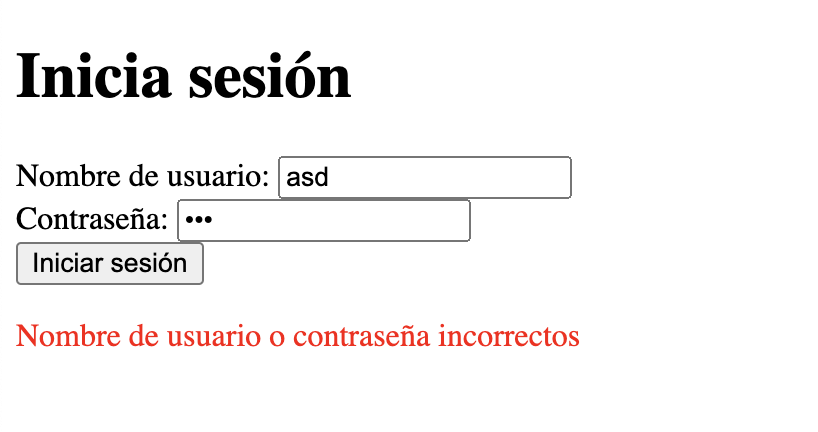 Inicia sesión
Nombre de usuario: asd
Contraseña: •••
Iniciar sesión
Nombre de usuario o contraseña incorrectos